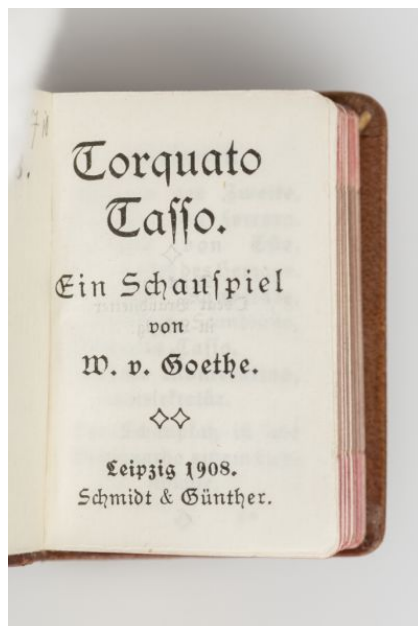 Torquato
Taſſo.
Ein Schauſpiel
von
W. v. Goethe.
Leipzig 1908.
Schmidt & Günther.